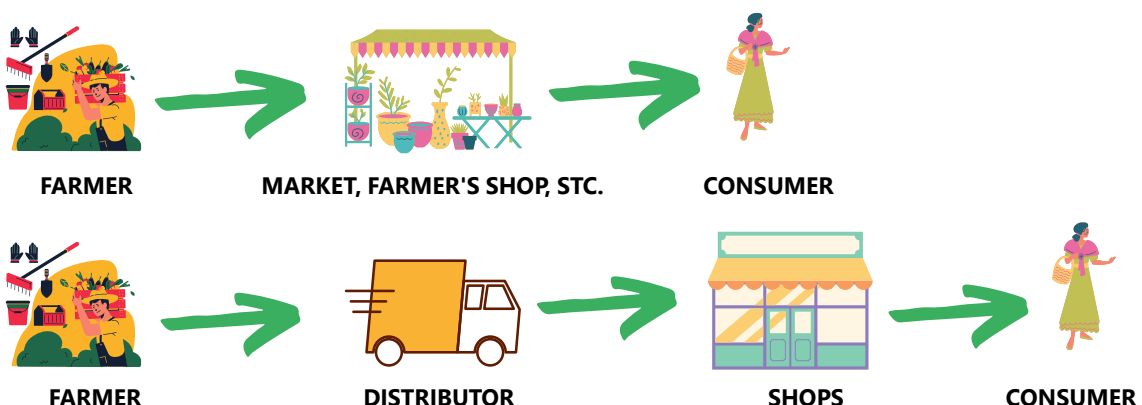 FARMER
MARKET, FARMER'S SHOP, STC.
CONSUMER
FARMER
DISTRIBUTOR
SHOPS
CONSUMER